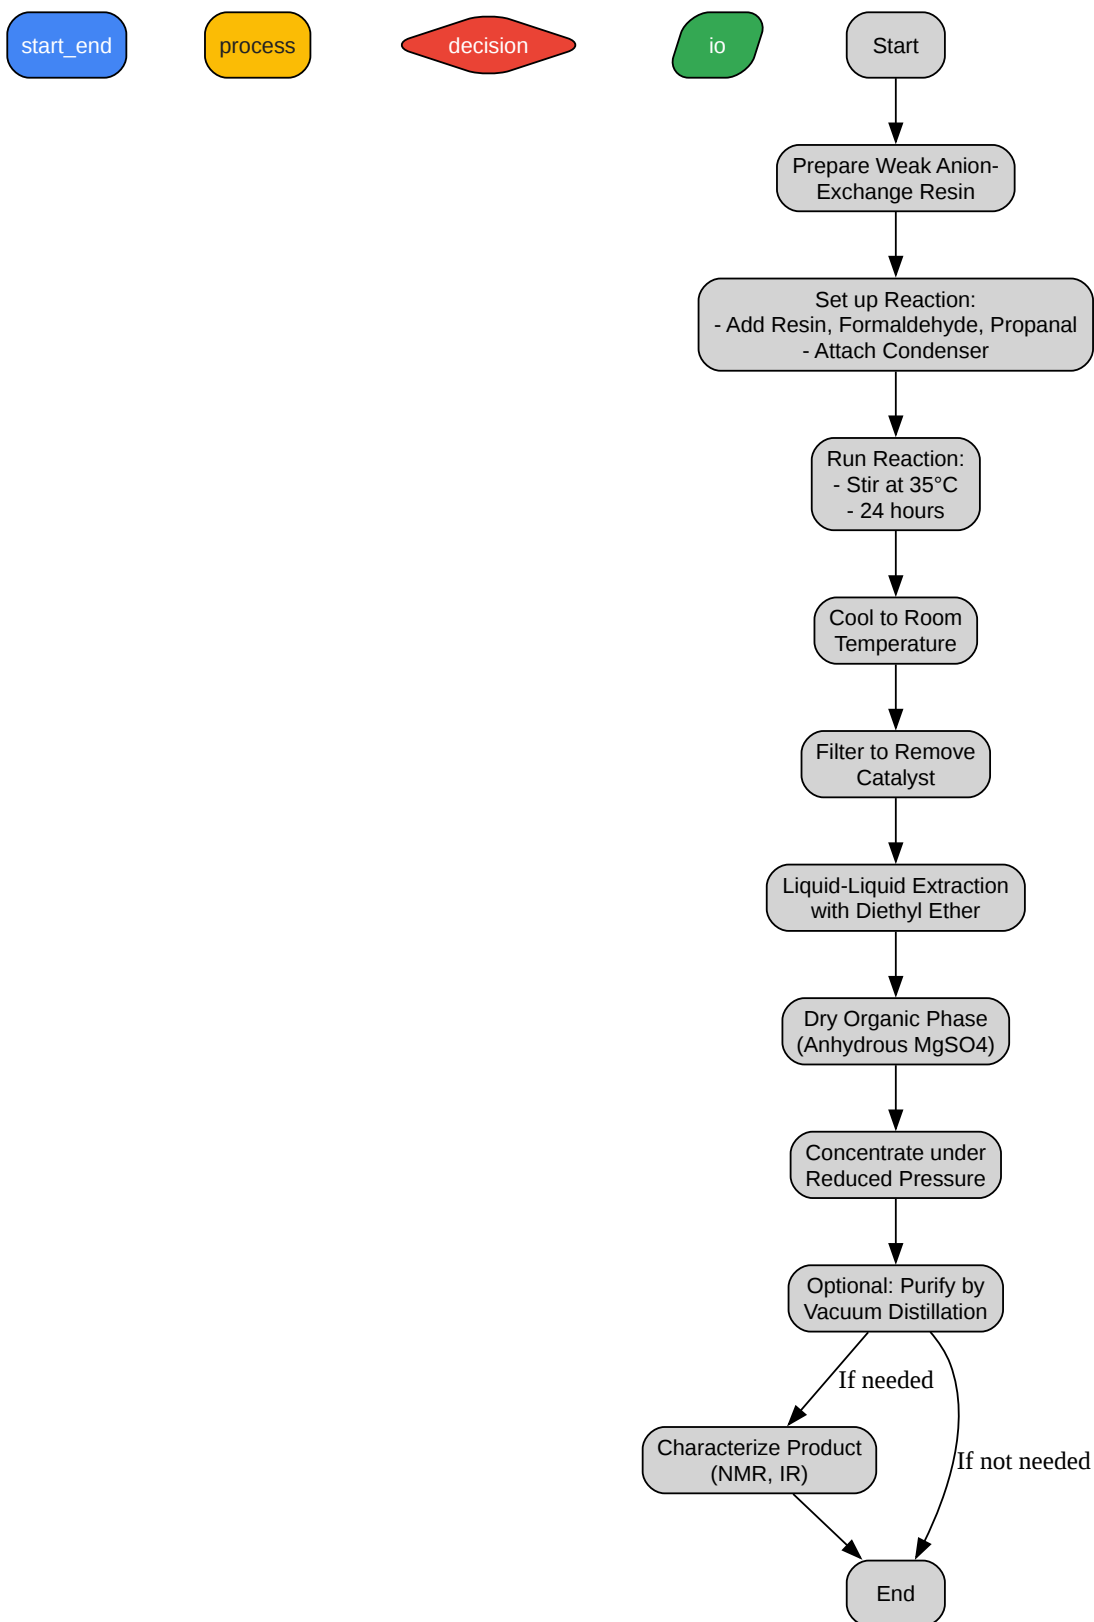 start_end
process
decision
io
Start
Prepare Weak Anion-
Exchange Resin
Set up Reaction:
- Add Resin, Formaldehyde, Propanal
- Attach Condenser
Run Reaction:
- Stir at 35°C
- 24 hours
Cool to Room
Temperature
Filter to Remove
Catalyst
Liquid-Liquid Extraction
with Diethyl Ether
Dry Organic Phase
(Anhydrous MgSO4)
Concentrate under
Reduced Pressure
Optional: Purify by
Vacuum Distillation
If needed
Characterize Product
(NMR, IR)
If not needed
End